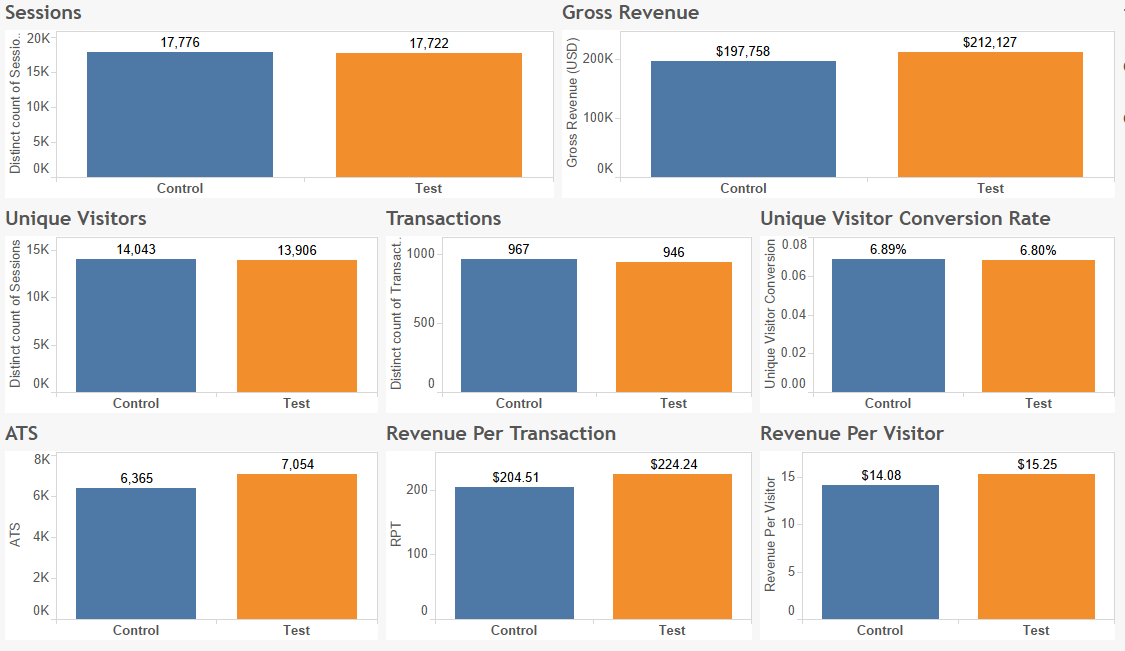 Sessions
Distinct count of Sessio..
20K
15K
10K
5K
0K
17,776
17,722
Control
Test
Gross Revenue
Gross Revenue (USD)
200K
100K
0K
$197,758
$212,127
Control
Test
Unique Visitors
Distinct count of Sessions
15K
10K
5K
0K
14,043
13,906
Control
Test
Transactions
Distinct count of Transact..
1000
500
0
967
946
Control
Test
Unique Visitor Conversion Rate
Unique Visitor Conversion
0.08
0.06
0.04
0.02
0.00
6.89%
6.80%
Control
Test
ATS
ATS
8K
6K
4K
2K
0K
6,365
7,054
Control
Test
Revenue Per Transaction
RPT
200
100
0
$204.51
$224.24
Control
Test
Revenue Per Visitor
Revenue Per Visitor
15
10
5
0
$14.08
$15.25
Control
Test